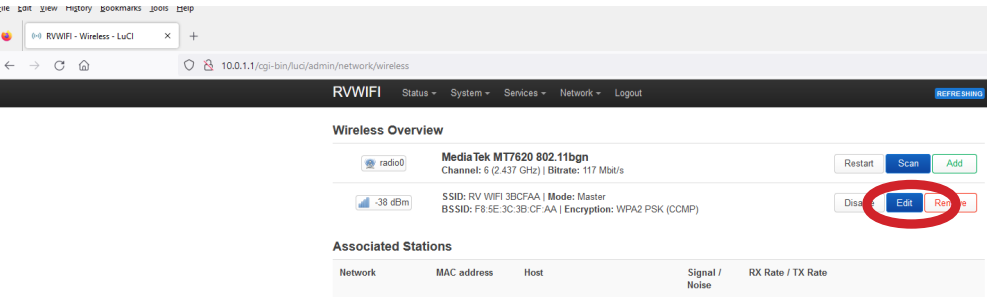 File Edit View History Bookmarks Tools Help
RVWIFI - Wireless - LuCI × +
10.0.1.1/cgi-bin/luci/admin/network/wireless
RVWIFI Status System Services Network Logout REFRESHING
Wireless Overview
radio0 MediaTek MT7620 802.11bgn Restart Scan Add
Channel: 6 (2.437 GHz) | Bitrate: 117 Mbit/s
-38 dBm SSID: RV WIFI 3BCFAA | Mode: Master Disable Edit Remove
BSSID: F8:5E:3C:3B:CF:AA | Encryption: WPA2 PSK (CCMP)
Associated Stations
Network MAC address Host Signal / Noise RX Rate / TX Rate